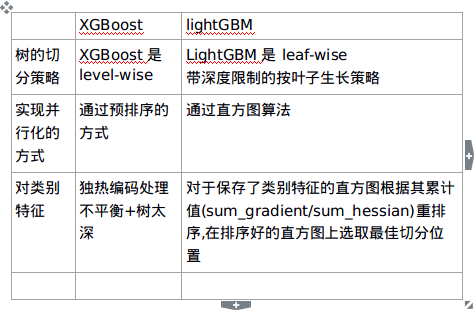 XGBoost lightGBM
树的切分策略 XGBoost 是 level-wise LightGBM 是 leaf-wise 带深度限制的按叶子生长策略
实现并行化的方式 通过预排序的方式 通过直方图算法
对类别特征 独热编码处理不平衡+树太深 对于保存了类别特征的直方图根据其累计值(sum_gradient/sum_hessian)重排序,在排序好的直方图上选取最佳切分位置